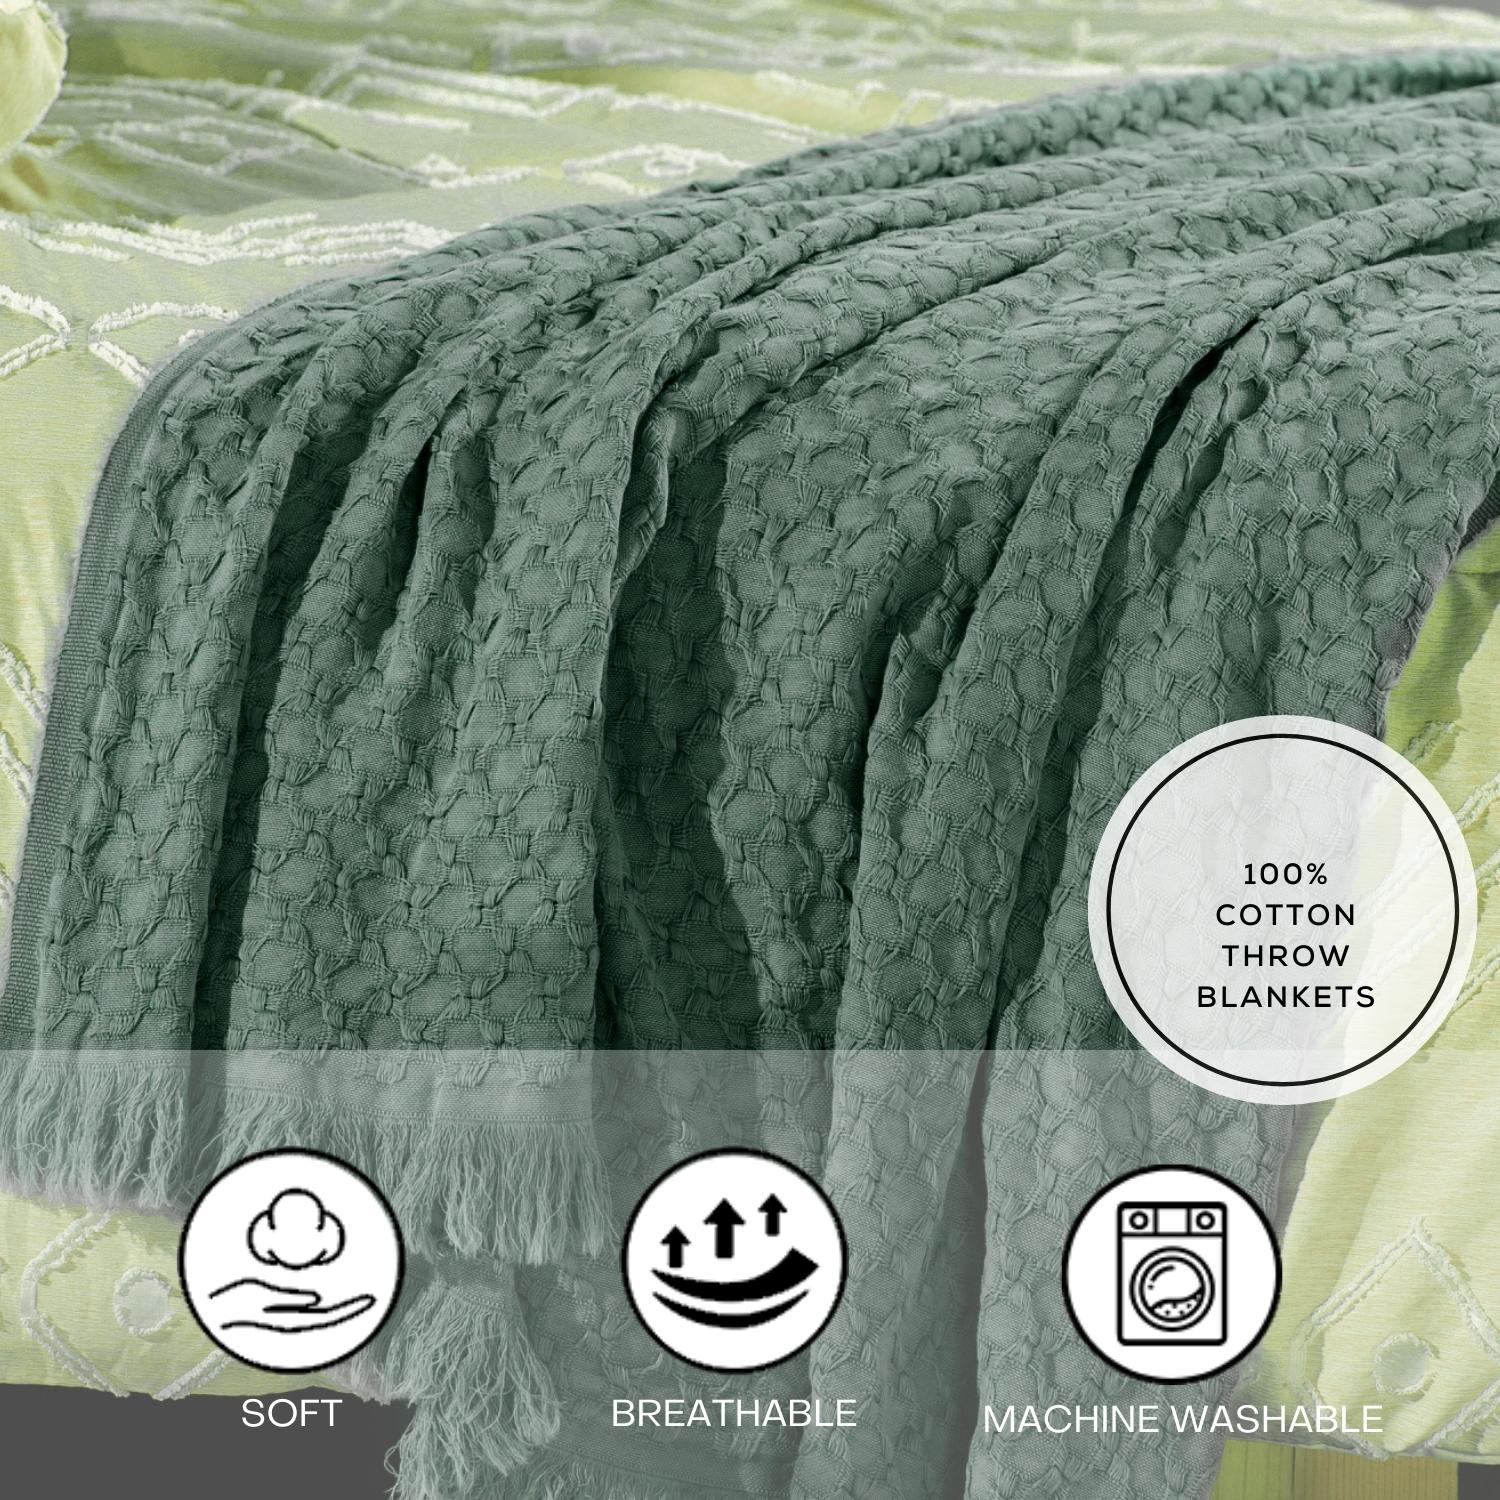 100%
COTTON
THROW
BLANKETS
SOFT
BREATHABLE
MACHINE WASHABLE